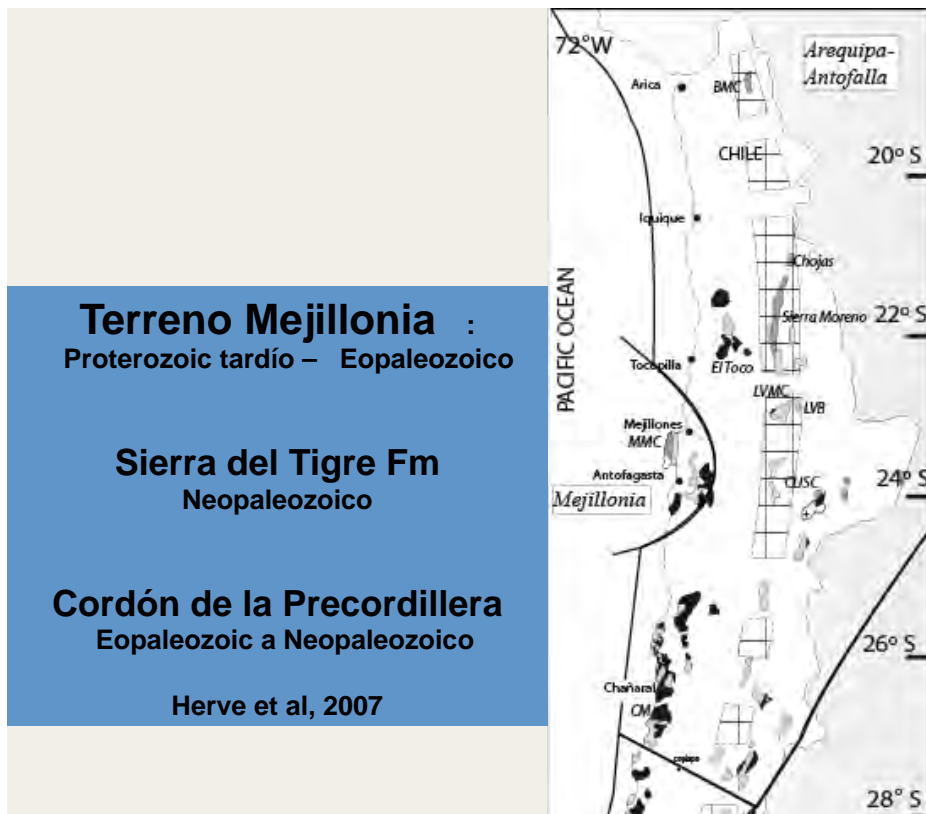 Terreno Mejillonia :
Proterozoic tardío – Eopaleozoico
Sierra del Tigre Fm
Neopaleozoico
Cordón de la Precordillera
Eopaleozoic a Neopaleozoico
Herve et al, 2007
72°W
Arequipa-
Antofalla
Arica
BMC
CHILE
20° S
Iquique
PACIFIC OCEAN
Chojas
Sierra Moreno
22° S
Tocopilla
El Toco
LVMC
LVB
Mejillones
MMC
Antofagasta
CUSC
24° S
Mejillonia
26° S
Chañaral
CM
28° S